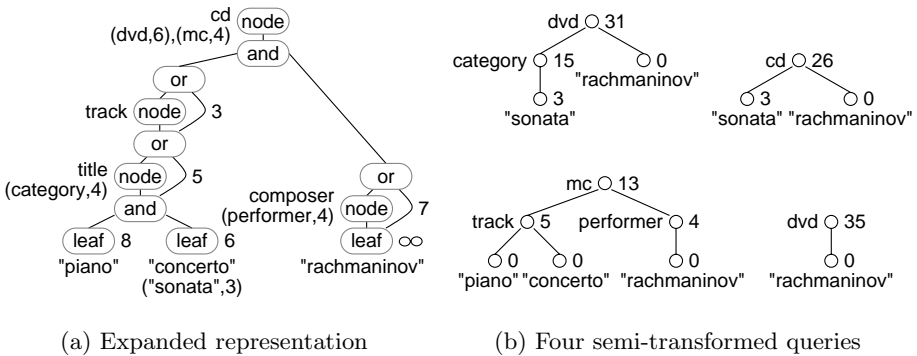 cd
node
(dvd,6),(mc,4)
and
or
track
node
3
or
title
node
(category,4)
5
and
leaf
8
leaf
6
"piano"
"concerto"
("sonata",3)
or
composer
(performer,4)
node
7
leaf
∞
"rachmaninov"
(a) Expanded representation
dvd
31
category
15
0
"rachmaninov"
3
"sonata"
cd
26
3
0
"sonata"
"rachmaninov"
mc
13
track
5
performer
4
0
0
0
"piano"
"concerto"
"rachmaninov"
dvd
35
0
"rachmaninov"
(b) Four semi-transformed queries